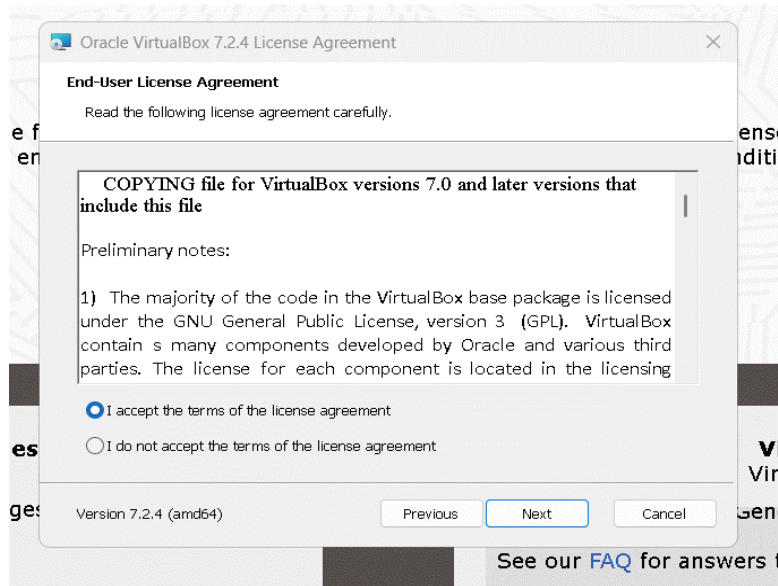 Oracle VirtualBox 7.2.4 License Agreement
End-User License Agreement
Read the following license agreement carefully.
COPYING file for VirtualBox versions 7.0 and later versions that
include this file
Preliminary notes:
1) The majority of the code in the VirtualBox base package is licensed
under the GNU General Public License, version 3 (GPL). VirtualBox
contain s many components developed by Oracle and various third
parties. The license for each component is located in the licensing
I accept the terms of the license agreement
I do not accept the terms of the license agreement
Version 7.2.4 (amd64)
Previous
Next
Cancel
See our FAQ for answers